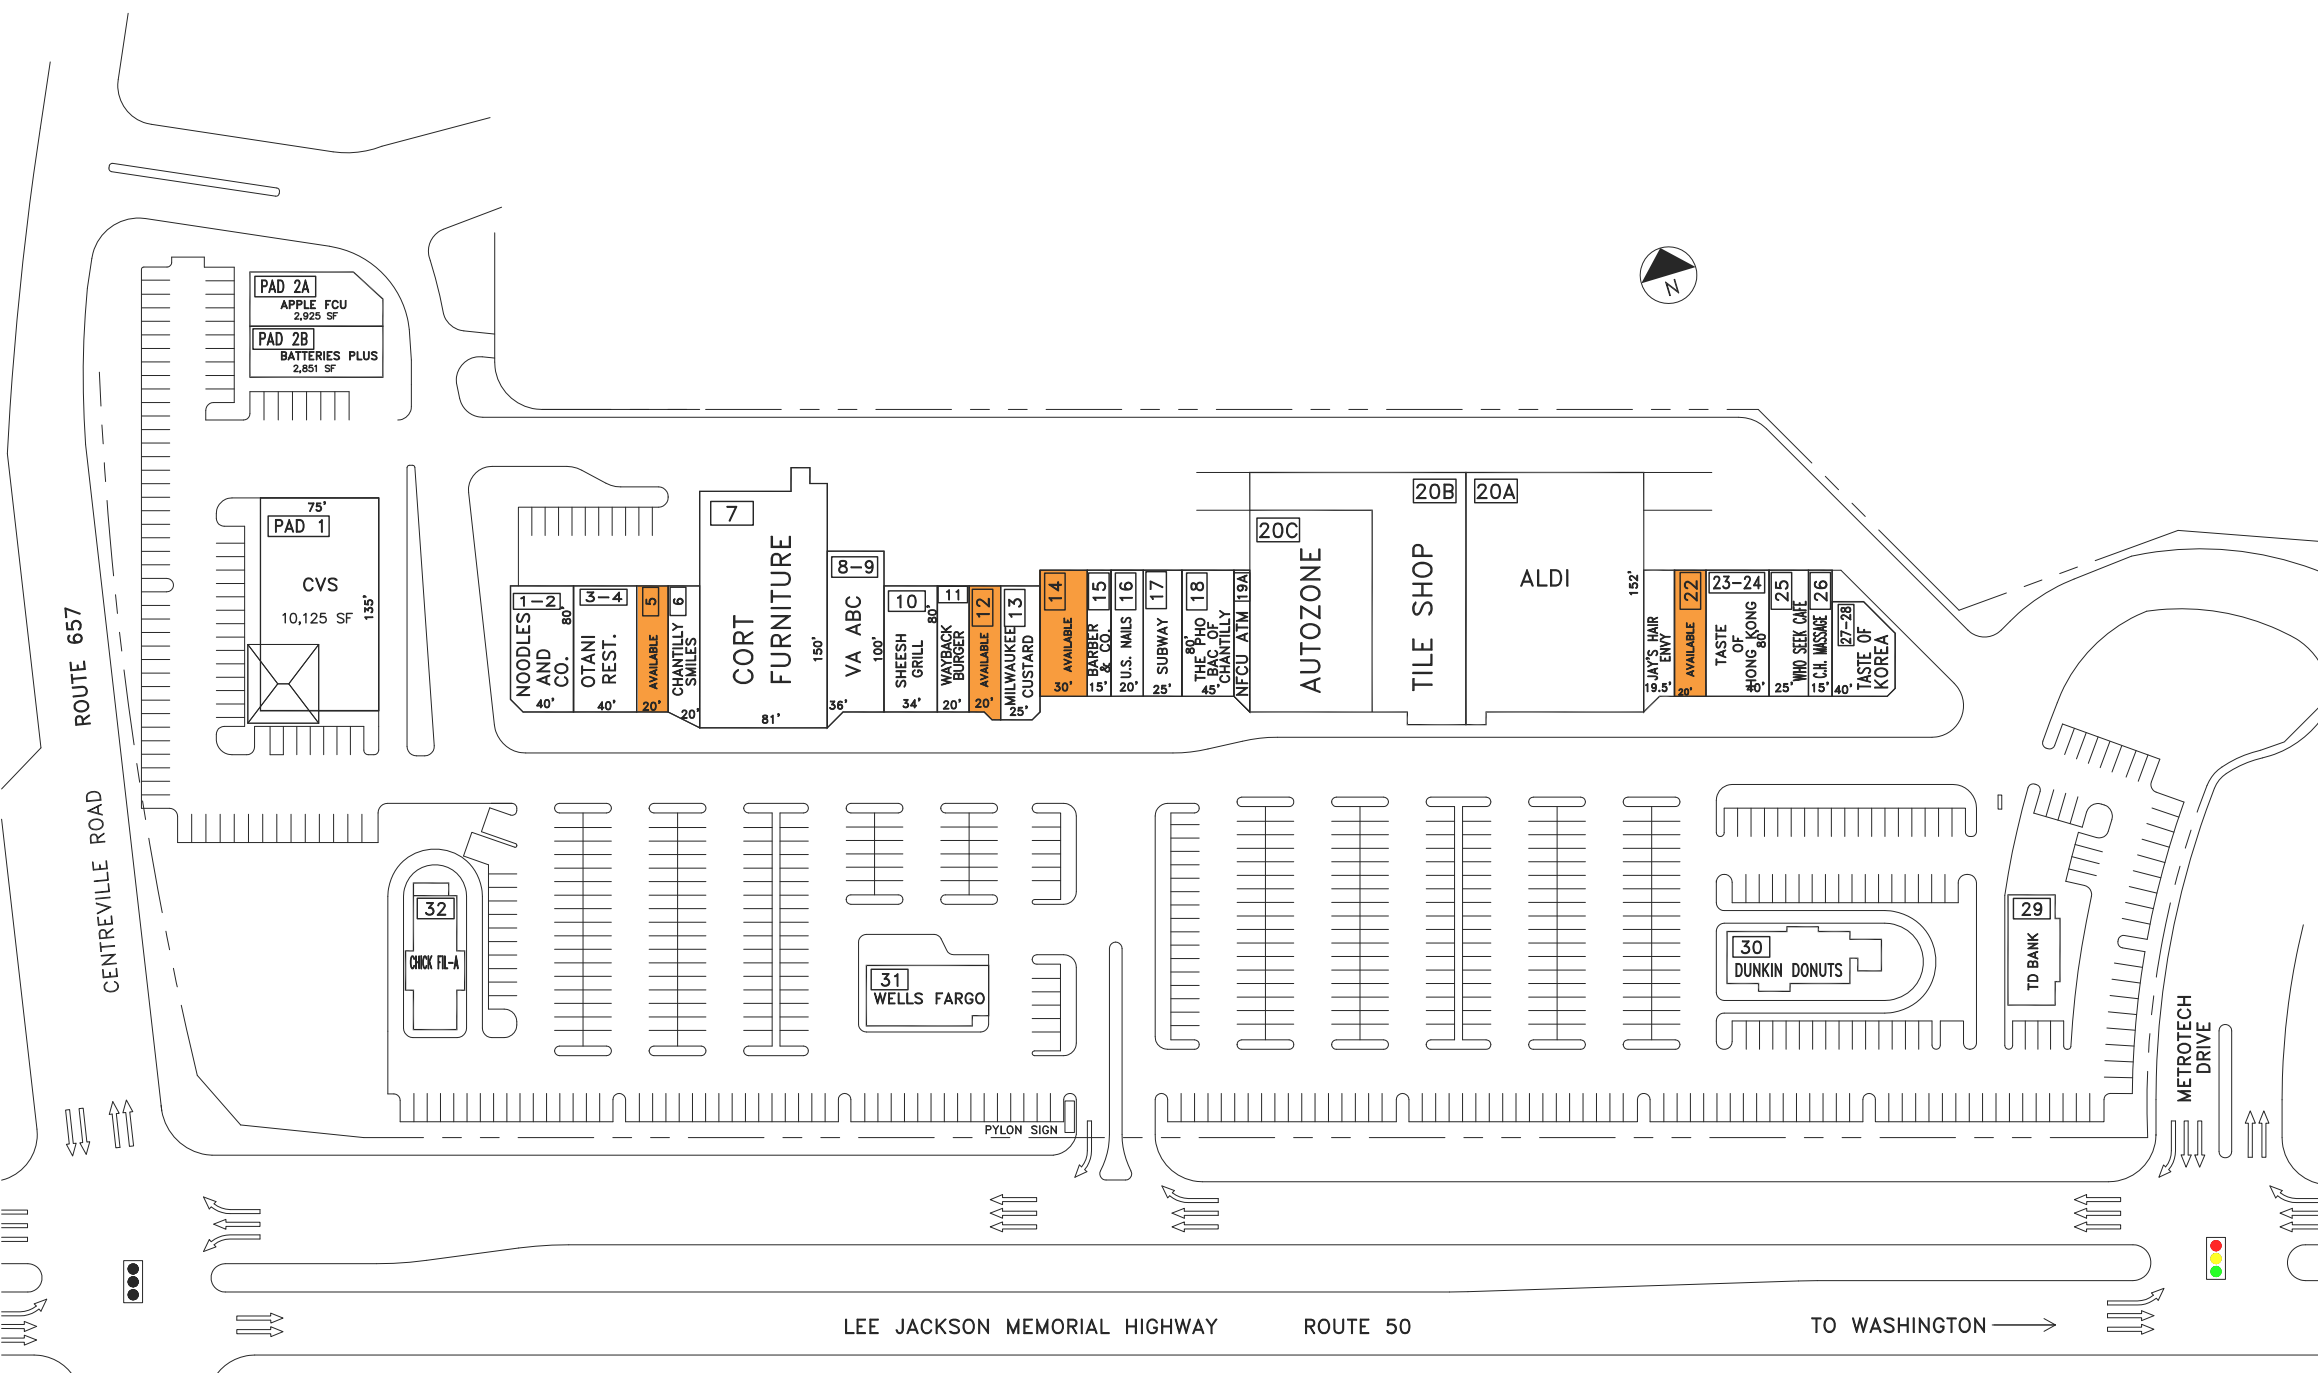 PAD 2A
APPLE FCU
2,925 SF
PAD 2B
BATTERIES PLUS
2,851 SF
N
75'
PAD 1
CVS
10,125 SF
135'
ROUTE 657
CENTREVILLE ROAD
1-2
80'
NOODLES
AND
CO.
40'
3-4
OTANI
REST.
40'
5
AVAILABLE
20'
6
CHANTILLY
SMILES
20'
7
CORT
FURNITURE
150'
81'
8-9
VA ABC
100'
36'
10
80'
SHEESH
GRILL
34'
11
WAYBACK
BURGER
20'
12
AVAILABLE
20'
13
MILWAUKEE
CUSTARD
25'
14
AVAILABLE
30'
15
BARBER
& CO.
15'
16
U.S. NAILS
20'
17
SUBWAY
25'
18
80'
THE PHO
BAC OF
CHANTILLY
45'
19A
NFCU ATM
20C
AUTOZONE
20B
TILE SHOP
20A
ALDI
152'
JAY'S HAIR
ENVY
19.5'
22
AVAILABLE
20'
23-24
TASTE
OF
HONG KONG
80'
40'
25
WHO SEEK CAFE
25'
26
C.H. MASSAGE
15'
27-28
TASTE OF
KOREA
40'
32
CHICK FIL-A
31
WELLS FARGO
30
DUNKIN DONUTS
29
TD BANK
METROTECH
DRIVE
PYLON SIGN
LEE JACKSON MEMORIAL HIGHWAY ROUTE 50
TO WASHINGTON